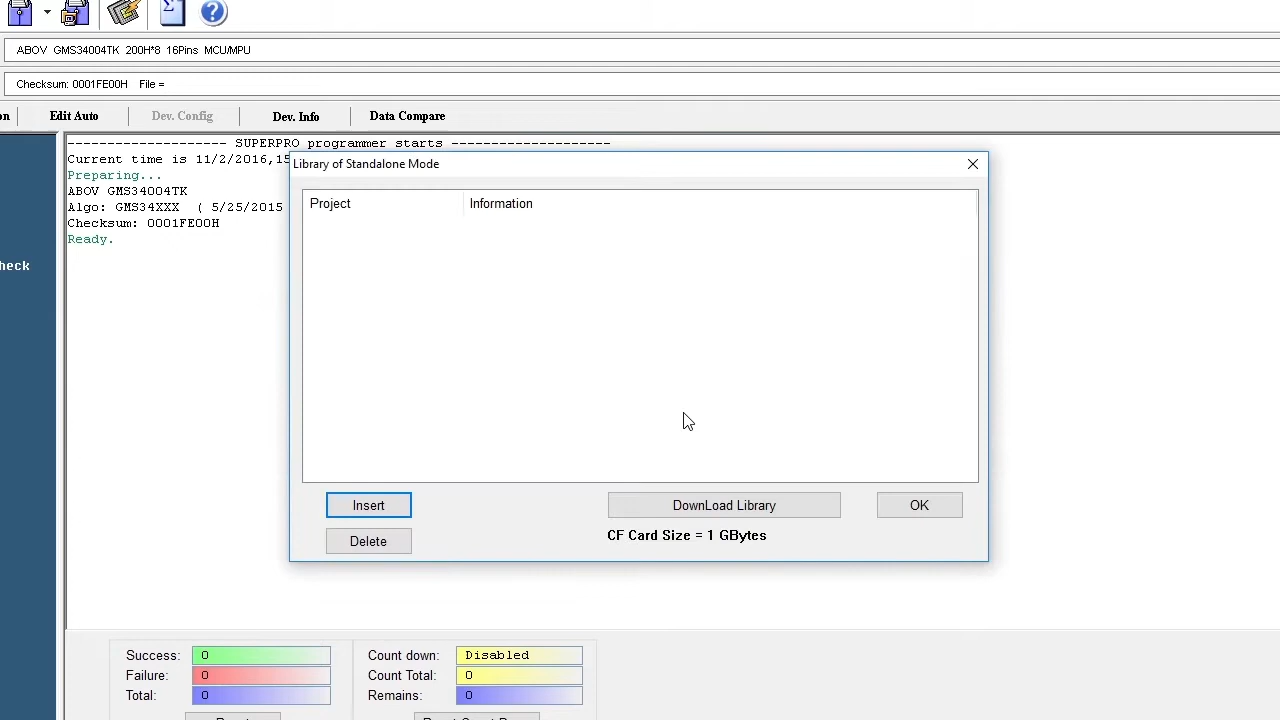 ABOV GMS34004TK 200H*8 16Pins MCU/MPU
Checksum: 0001FE00H File =
Edit Auto Dev. Config Dev. Info Data Compare
------------------- SUPERPRO programmer starts --------------------
Current time is 11/2/2016,15
Preparing...
ABOV GMS34004TK
Algo: GMS34XXX ( 5/25/2015
Checksum: 0001FE00H
Ready.
heck
Library of Standalone Mode
Project Information
Insert DownLoad Library OK
CF Card Size = 1 GBytes
Delete
Success: 0 Count down: Disabled
Failure: 0 Count Total: 0
Total: 0 Remains: 0